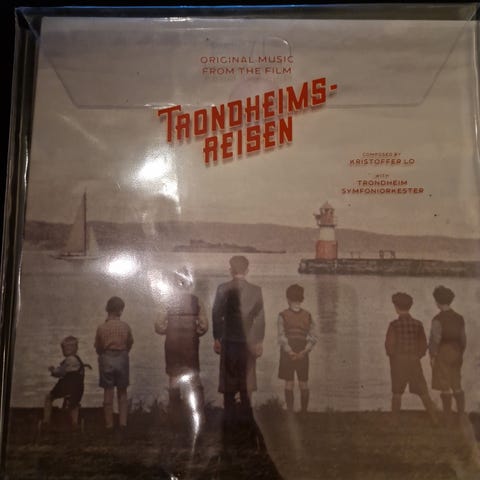 ORIGINAL MUSIC
FROM THE FILM
TRONDHEIMS-
REISEN
COMPOSED BY
KRISTOFFER LO
WITH
TRONDHEIM
SYMFONIORKESTER